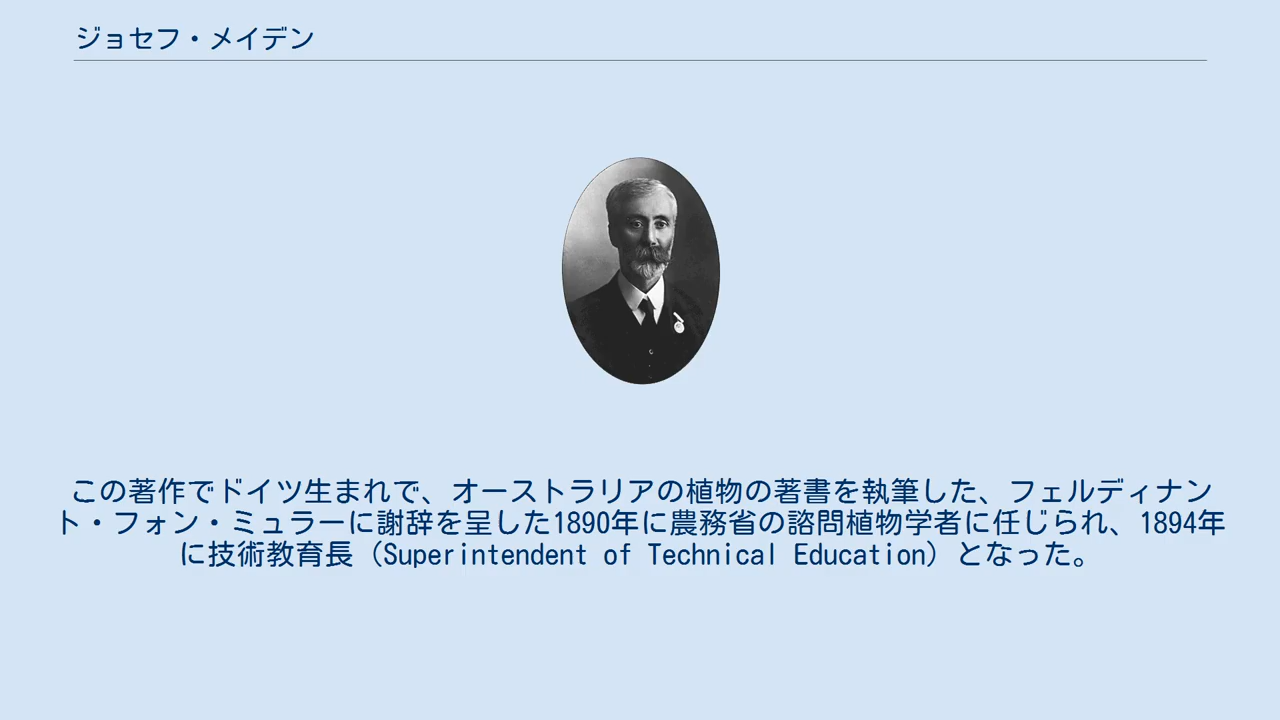 ジョセフ・メイデン
この著作でドイツ生まれで、オーストラリアの植物の著書を執筆した、フェルディナン
ト・フォン・ミュラーに謝辞を呈した1890年に農務省の諮問植物学者に任じられ、1894年
に技術教育長（Superintendent of Technical Education）となった。